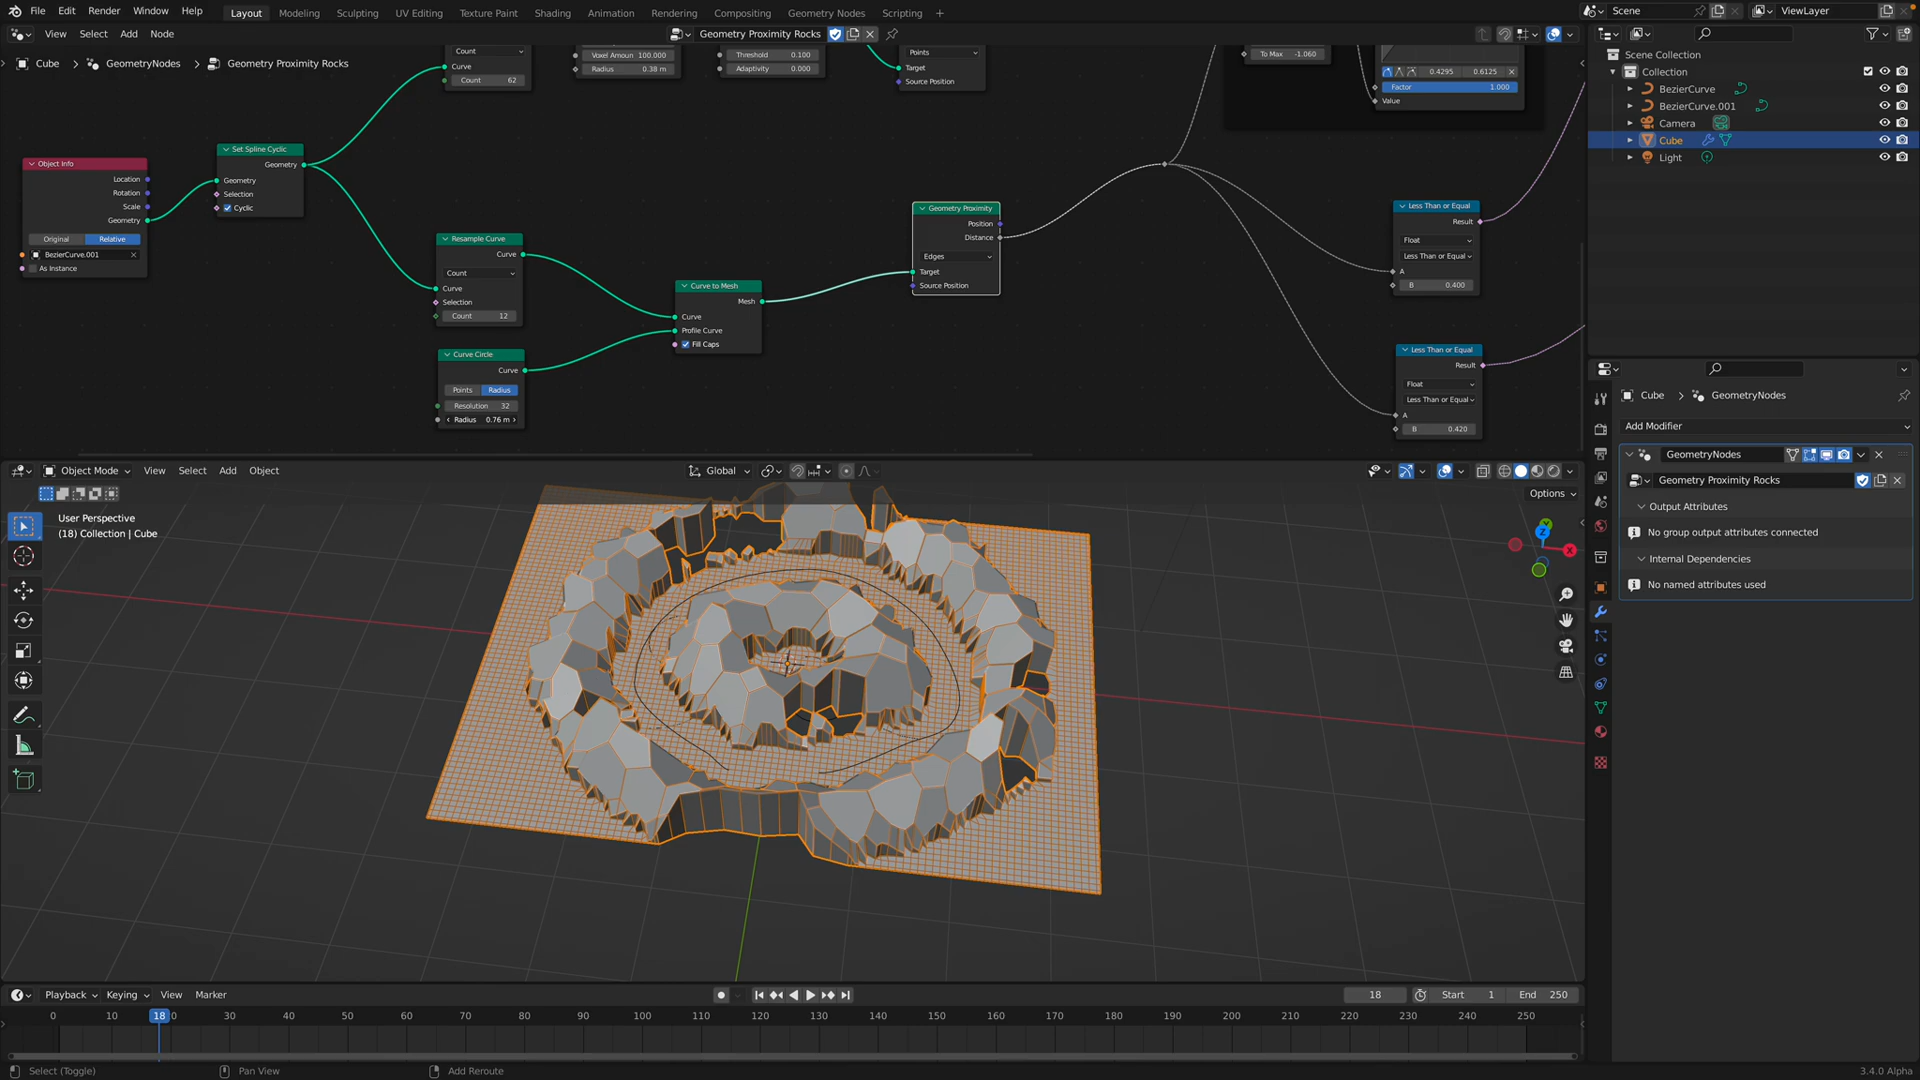 File Edit Render Window Help Layout Modeling Sculpting UV Editing Texture Paint Shading Animation Rendering Compositing Geometry Nodes Scripting + Scene ViewLayer
View Select Add Node Geometry Proximity Rocks
Cube > GeometryNodes > Geometry Proximity Rocks
Count
Curve
Count 62
Voxel Amoun 100.000
Radius 0.38 m
Threshold 0.100
Adaptivity 0.000
Points
Target
Source Position
To Max -1.060
0.4295 0.6125
Factor 1.000
Value
Object Info
Location
Rotation
Scale
Geometry
Original Relative
BezierCurve.001
As Instance
Set Spline Cyclic
Geometry
Geometry
Selection
Cyclic
Resample Curve
Curve
Count
Curve
Selection
Count 12
Curve Circle
Curve
Points Radius
Resolution 32
Radius 0.76 m
Curve to Mesh
Mesh
Curve
Profile Curve
Fill Caps
Geometry Proximity
Position
Distance
Edges
Target
Source Position
Less Than or Equal
Result
Float
Less Than or Equal
A
B 0.400
Less Than or Equal
Result
Float
Less Than or Equal
A
B 0.420
Scene Collection
Collection
BezierCurve
BezierCurve.001
Camera
Cube
Light
Cube > GeometryNodes
Add Modifier
GeometryNodes
Geometry Proximity Rocks
Output Attributes
No group output attributes connected
Internal Dependencies
No named attributes used
Object Mode View Select Add Object Global
Options
User Perspective
(18) Collection | Cube
Z
Y
X
Playback Keying View Marker 18 Start 1 End 250
0 10 18 20 30 40 50 60 70 80 90 100 110 120 130 140 150 160 170 180 190 200 210 220 230 240 250
Select (Toggle) Pan View Add Reroute 3.4.0 Alpha